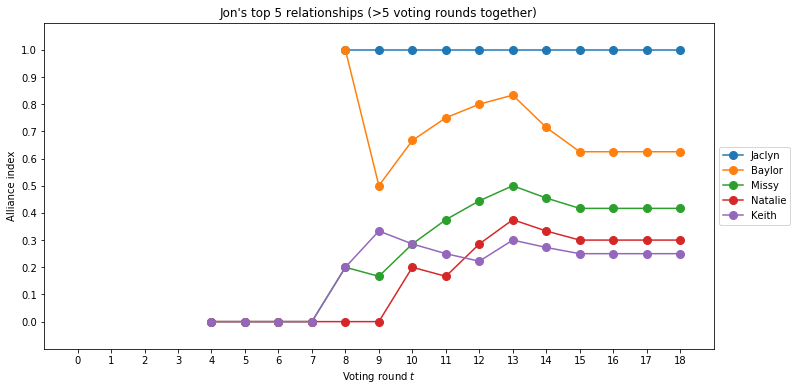 Jon's top 5 relationships (>5 voting rounds together)
1.0
0.9
0.8
0.7
0.6
0.5
0.4
0.3
0.2
0.1
0.0
Alliance index
0 1 2 3 4 5 6 7 8 9 10 11 12 13 14 15 16 17 18
Voting round t
Jaclyn
Baylor
Missy
Natalie
Keith